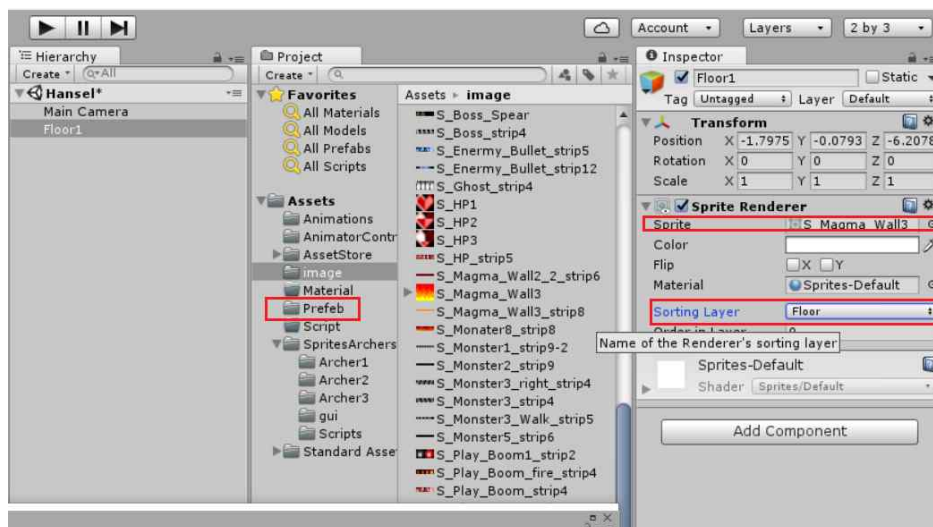 Account
Layers
2 by 3
Hierarchy
Create
All
Hansel*
Main Camera
Floor1
Project
Create
Favorites
All Materials
All Models
All Prefabs
All Scripts
Assets
Animations
AnimatorContr
AssetStore
image
Material
Prefeb
Script
SpritesArchers
Archer1
Archer2
Archer3
gui
Scripts
Standard Asse
Assets image
S_Boss_Spear
S_Boss_strip4
S_Enermy_Bullet_strip5
S_Enermy_Bullet_strip12
S_Ghost_strip4
S_HP1
S_HP2
S_HP3
S_HP_strip5
S_Magma_Wall2_2_strip6
S_Magma_Wall3
S_Magma_Wall3_strip8
S_Monater8_strip8
S_Monster1_strip9-2
S_Monster2_strip9
S_Monster3_right_strip4
S_Monster3_strip4
S_Monster3_Walk_strip5
S_Monster5_strip6
S_Play_Boom1_strip2
S_Play_Boom_fire_strip4
S_Play_Boom_strip4
Inspector
Floor1 Static
Tag Untagged Layer Default
Transform
Position X -1.7975 Y -0.0793 Z -6.2078
Rotation X 0 Y 0 Z 0
Scale X 1 Y 1 Z 1
Sprite Renderer
Sprite S_Magma_Wall3
Color
Flip X Y
Material Sprites-Default
Sorting Layer Floor
Order in Layer 0
Name of the Renderer's sorting layer
Sprites-Default
Shader Sprites/Default
Add Component